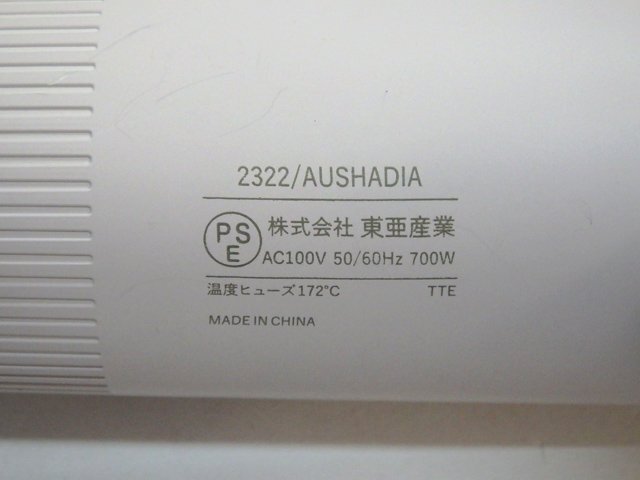 2322/AUSHADIA
PSE 株式会社 東亜産業
AC100V 50/60Hz 700W
温度ヒューズ172℃ TTE
MADE IN CHINA